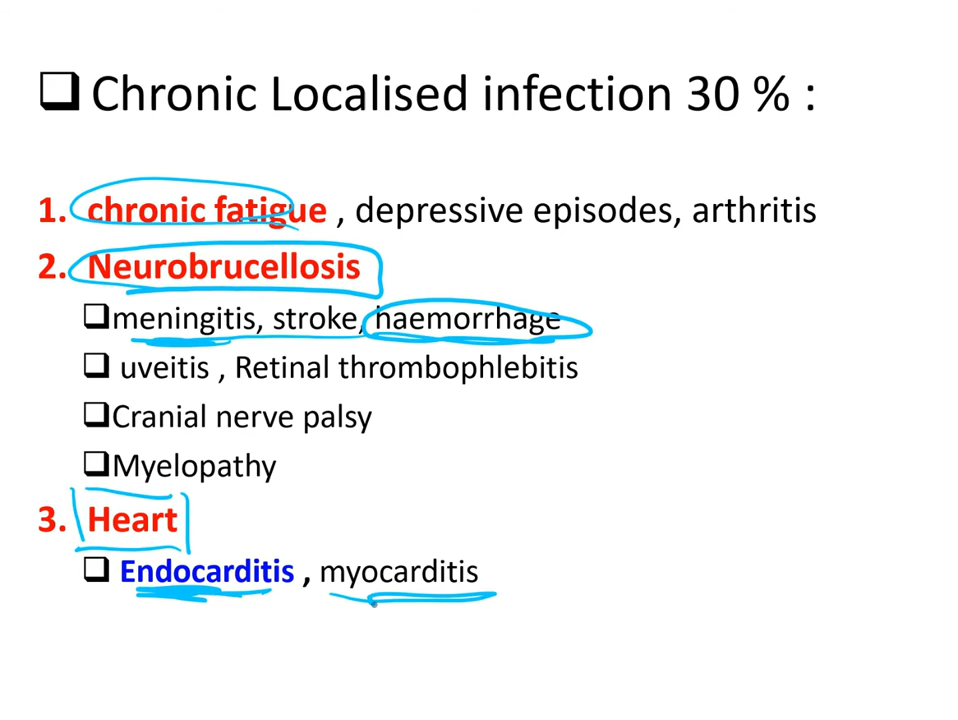 Chronic Localised infection 30 % :
1. chronic fatigue , depressive episodes, arthritis
2. Neurobrucellosis
meningitis, stroke, haemorrhage
uveitis , Retinal thrombophlebitis
Cranial nerve palsy
Myelopathy
3. Heart
Endocarditis , myocarditis